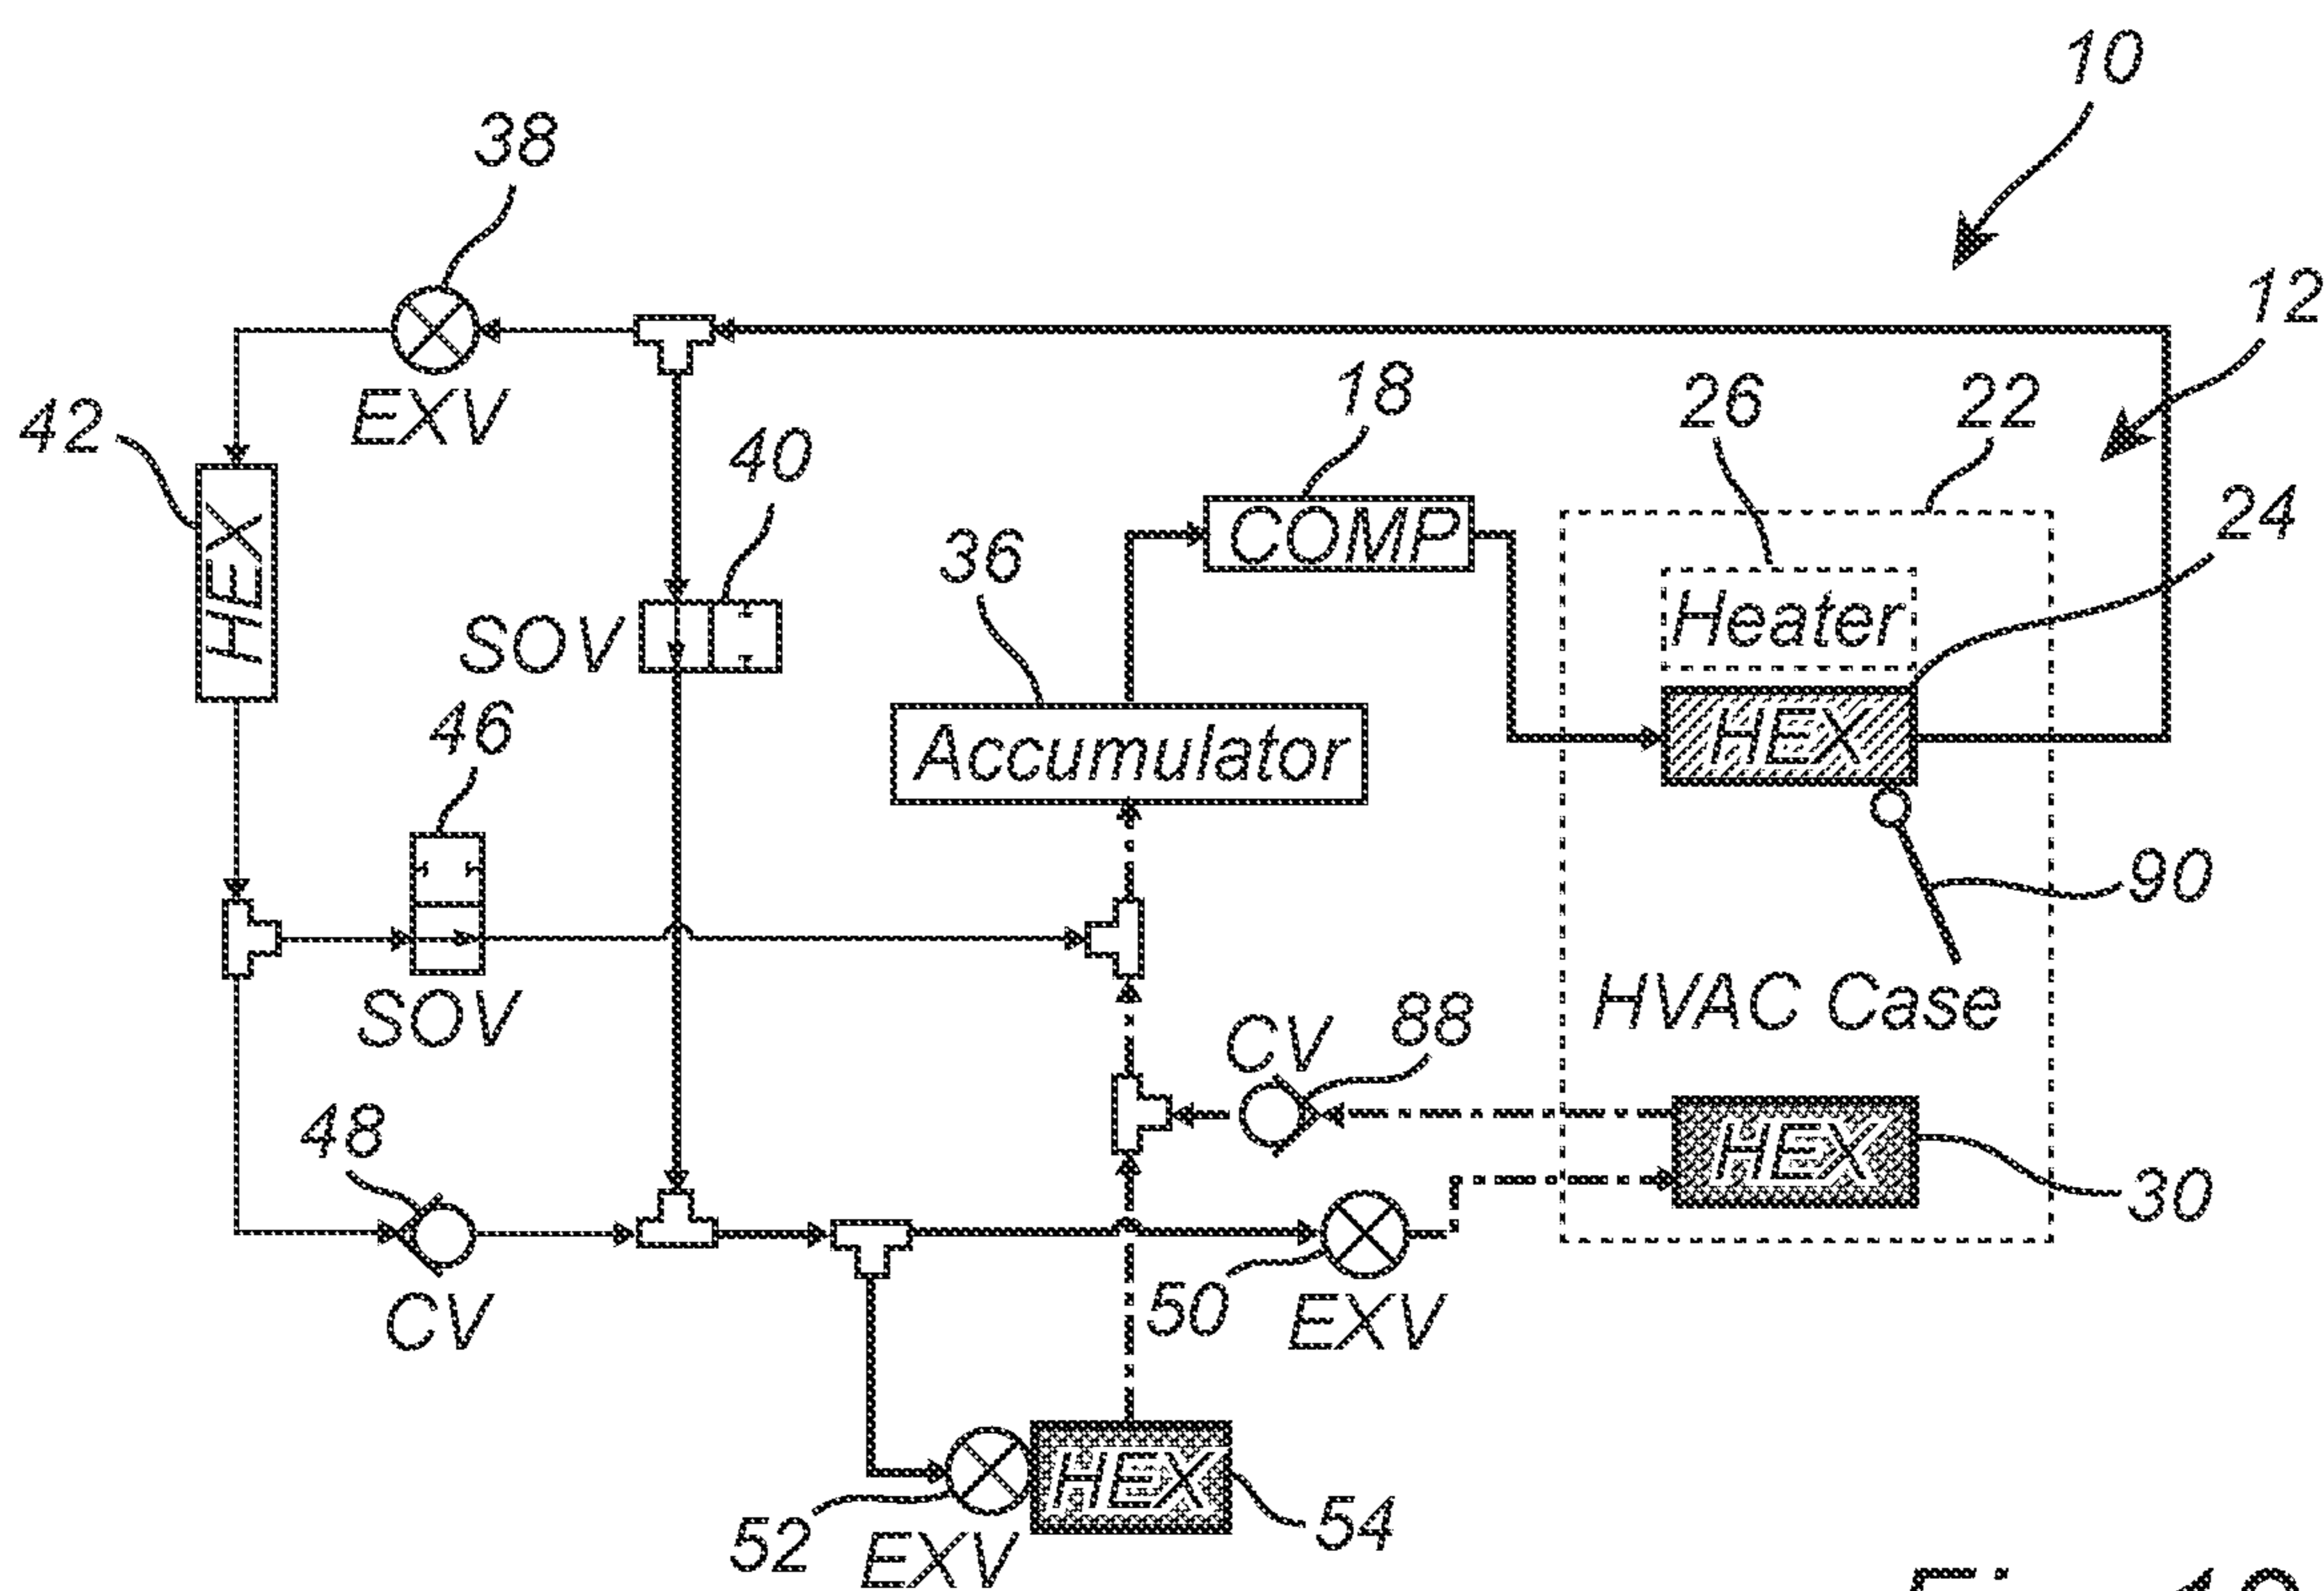 10
38
12
18
26
22
42
EXV
40
24
36
COMP
HEX
SOV
Heater
46
Accumulator
HEX
90
SOV
HVAC Case
CV
88
48
HEX
30
50
CV
EXV
HEX
54
52
EXV